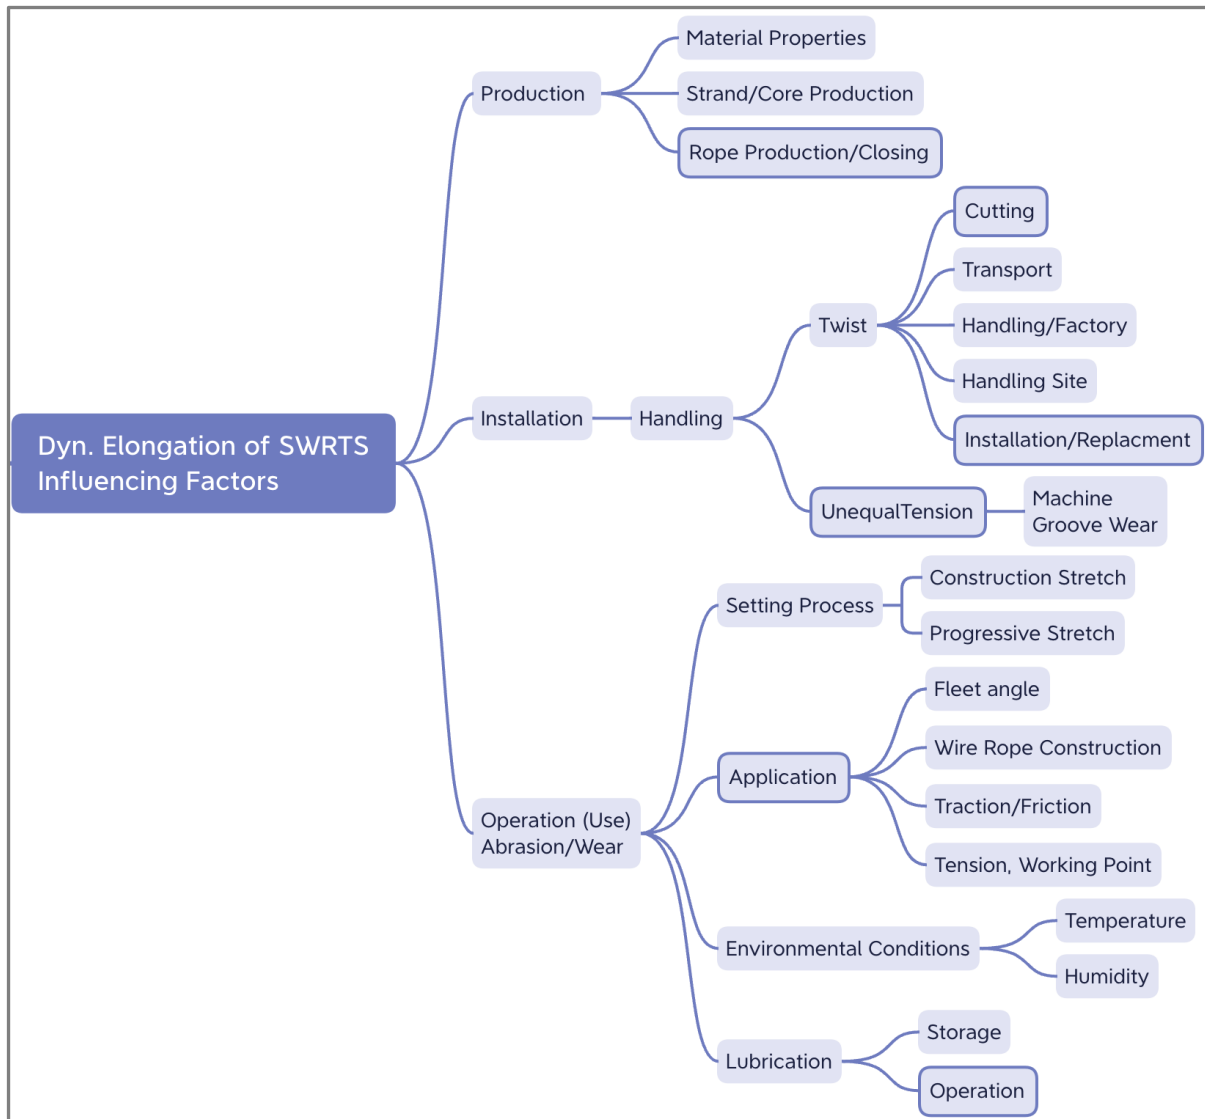 Dyn. Elongation of SWRTS
Influencing Factors
Production
Material Properties
Strand/Core Production
Rope Production/Closing
Installation
Handling
Twist
Cutting
Transport
Handling/Factory
Handling Site
Installation/Replacment
UnequalTension
Machine
Groove Wear
Operation (Use)
Abrasion/Wear
Setting Process
Construction Stretch
Progressive Stretch
Application
Fleet angle
Wire Rope Construction
Traction/Friction
Tension, Working Point
Environmental Conditions
Temperature
Humidity
Lubrication
Storage
Operation